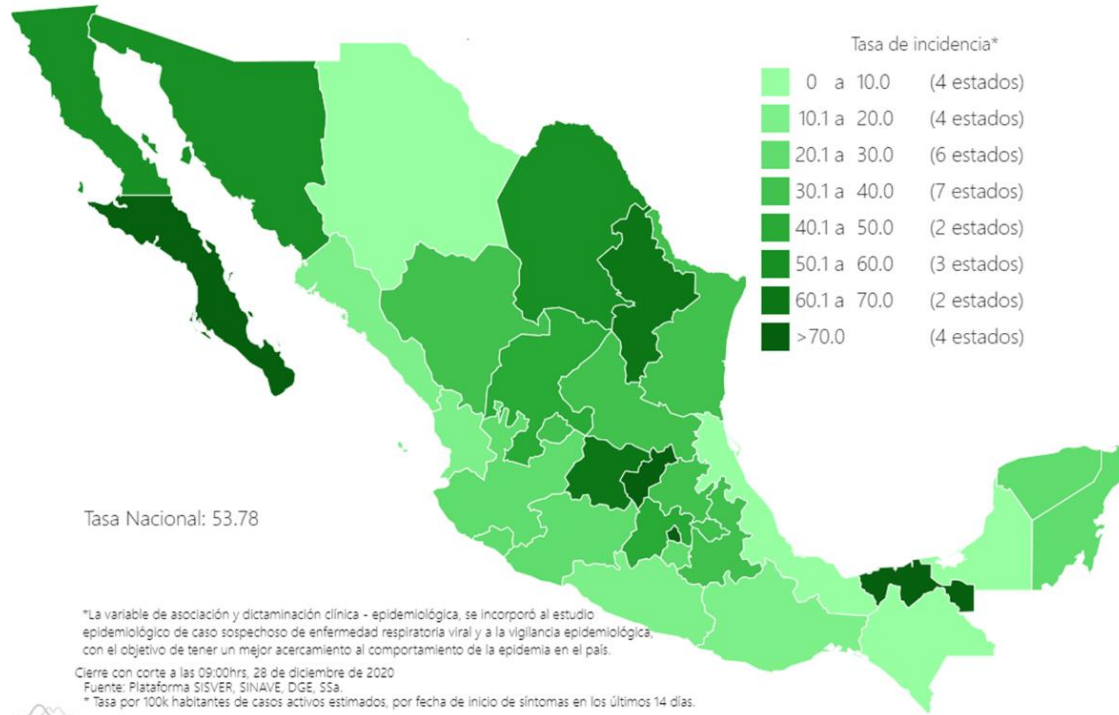 Tasa de incidencia*
0 a 10.0 (4 estados)
10.1 a 20.0 (4 estados)
20.1 a 30.0 (6 estados)
30.1 a 40.0 (7 estados)
40.1 a 50.0 (2 estados)
50.1 a 60.0 (3 estados)
60.1 a 70.0 (2 estados)
>70.0 (4 estados)
Tasa Nacional: 53.78
*La variable de asociación y dictaminación clínica - epidemiológica, se incorporó al estudio
epidemiológico de caso sospechoso de enfermedad respiratoria viral y a la vigilancia epidemiológica,
con el objetivo de tener un mejor acercamiento al comportamiento de la epidemia en el país.
Cierre con corte a las 09:00hrs, 28 de diciembre de 2020
Fuente: Plataforma SISVER, SINAVE, DGE, SSa.
* Tasa por 100k habitantes de casos activos estimados, por fecha de inicio de síntomas en los últimos 14 días.